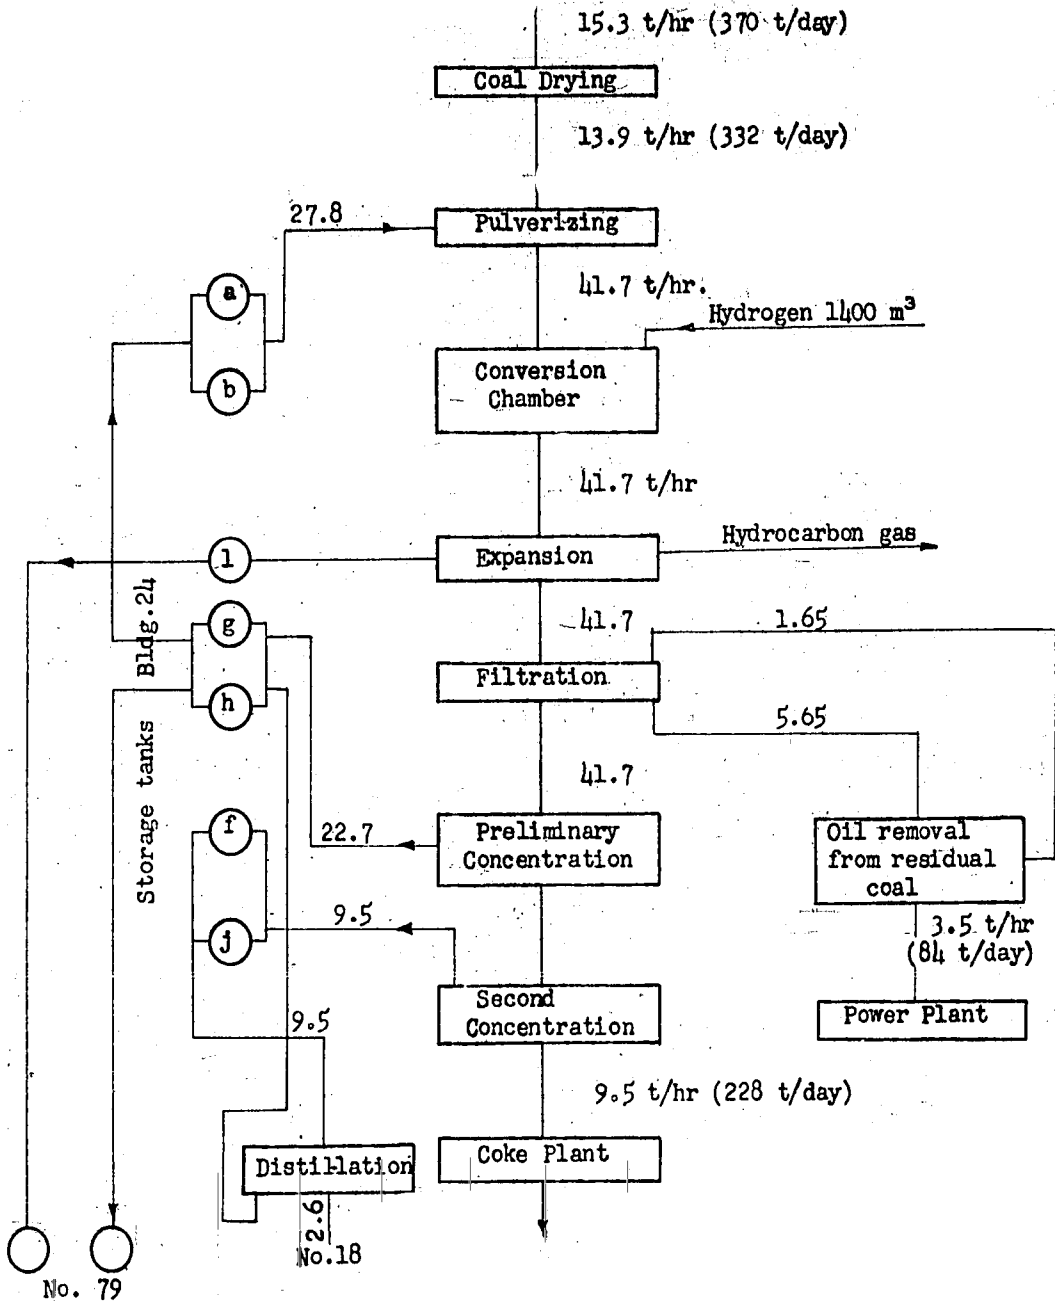 15.3 t/hr (370 t/day)
Coal Drying
13.9 t/hr (332 t/day)
27.8
Pulverizing
41.7 t/hr.
a
Hydrogen 1400 m³
b
Conversion
Chamber
41.7 t/hr
Hydrocarbon gas
l
Expansion
41.7
1.65
g
Filtration
h
5.65
Storage tanks Bldg.24
41.7
f
22.7
Preliminary
Concentration
Oil removal
from residual
coal
9.5
j
3.5 t/hr
(84 t/day)
Second
Concentration
9.5
Power Plant
9.5 t/hr (228 t/day)
Distillation
Coke Plant
2.6
No.18
No. 79